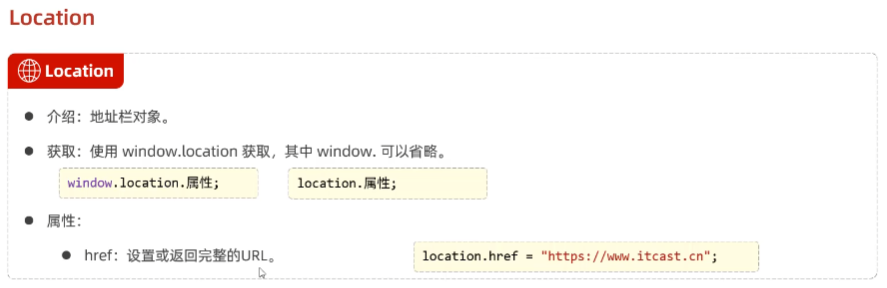 Location
Location
介绍：地址栏对象。
获取：使用 window.location 获取，其中 window. 可以省略。
window.location.属性;
location.属性;
属性：
href：设置或返回完整的URL。
location.href = "https://www.itcast.cn";